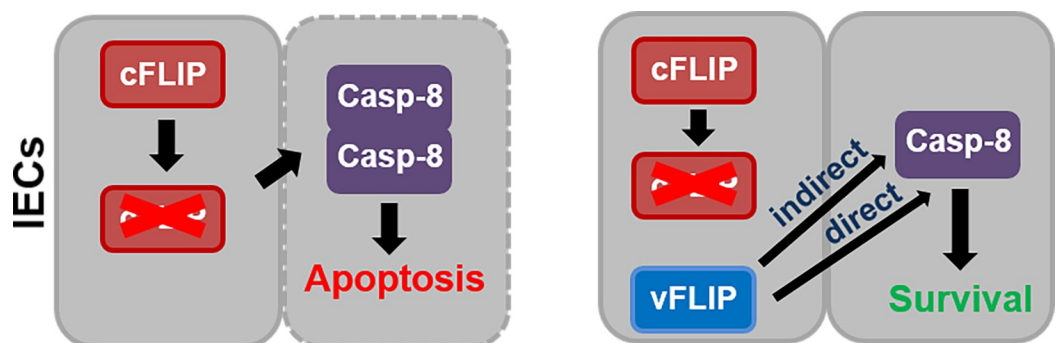 IECs
cFLIP
Casp-8
Casp-8
Apoptosis
cFLIP
vFLIP
indirect
direct
Casp-8
Survival